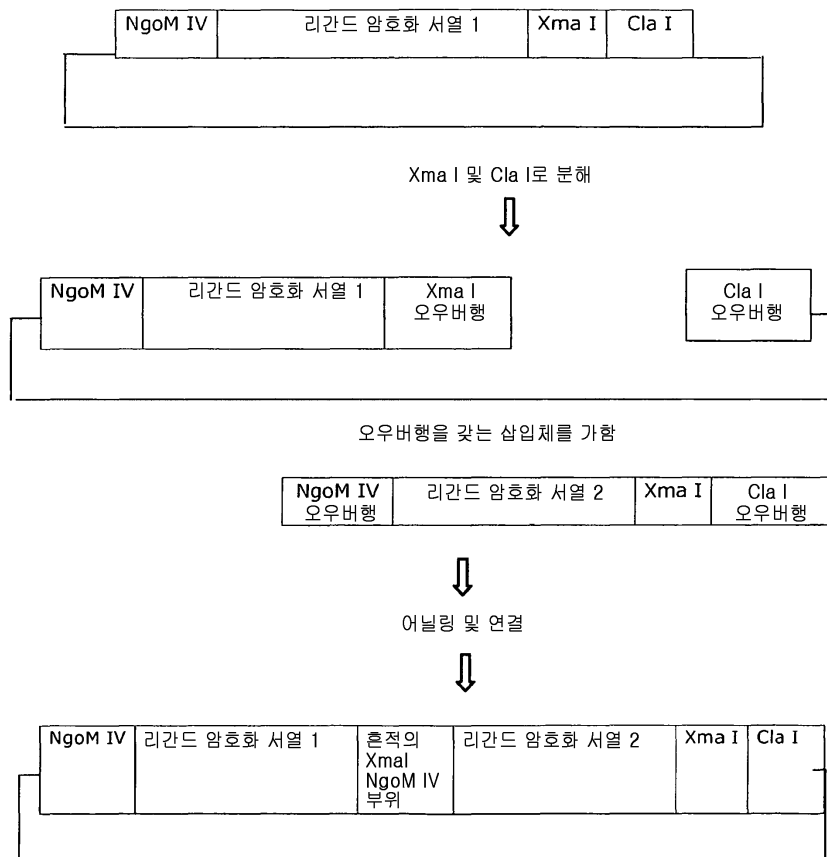 NgoM IV 리간드 암호화 서열 1 Xma I Cla I
Xma I 및 Cla I로 분해
NgoM IV 리간드 암호화 서열 1 Xma I Cla I
오우버행 오우버행
오우버행을 갖는 삽입체를 가함
NgoM IV 리간드 암호화 서열 2 Xma I Cla I
오우버행 오우버행
어닐링 및 연결
NgoM IV 리간드 암호화 서열 1 흔적의 리간드 암호화 서열 2 Xma I Cla I
XmaI
NgoM IV
부위